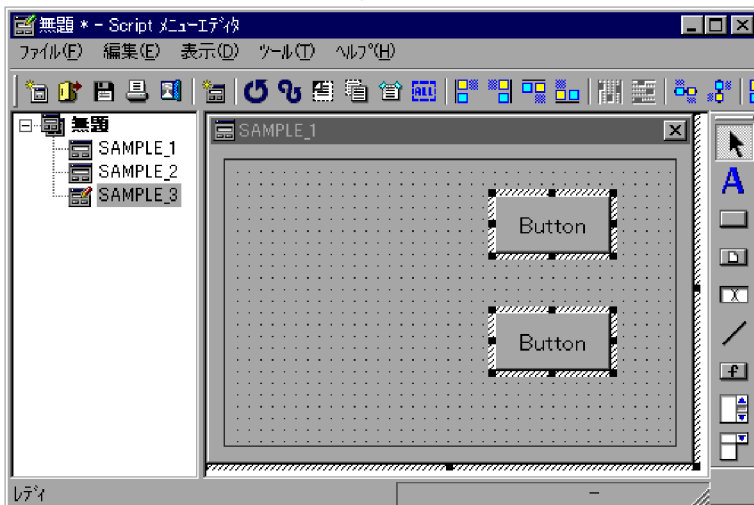 無題 * - Script メニューエディタ
ファイル(F) 編集(E) 表示(D) ツール(T) ヘルプ(H)
ALL
無題
SAMPLE_1
SAMPLE_2
SAMPLE_3
SAMPLE_1
Button
Button
A
f
レディ